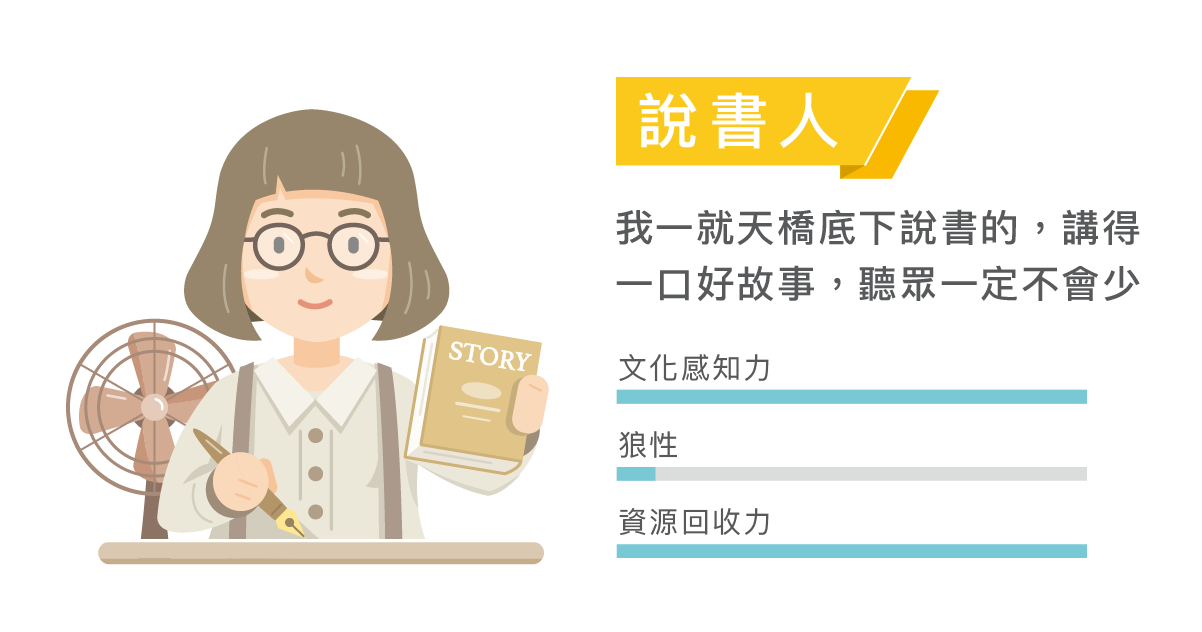 說書人
我一就天橋底下說書的，講得
一口好故事，聽眾一定不會少
文化感知力
狼性
資源回收力
STORY